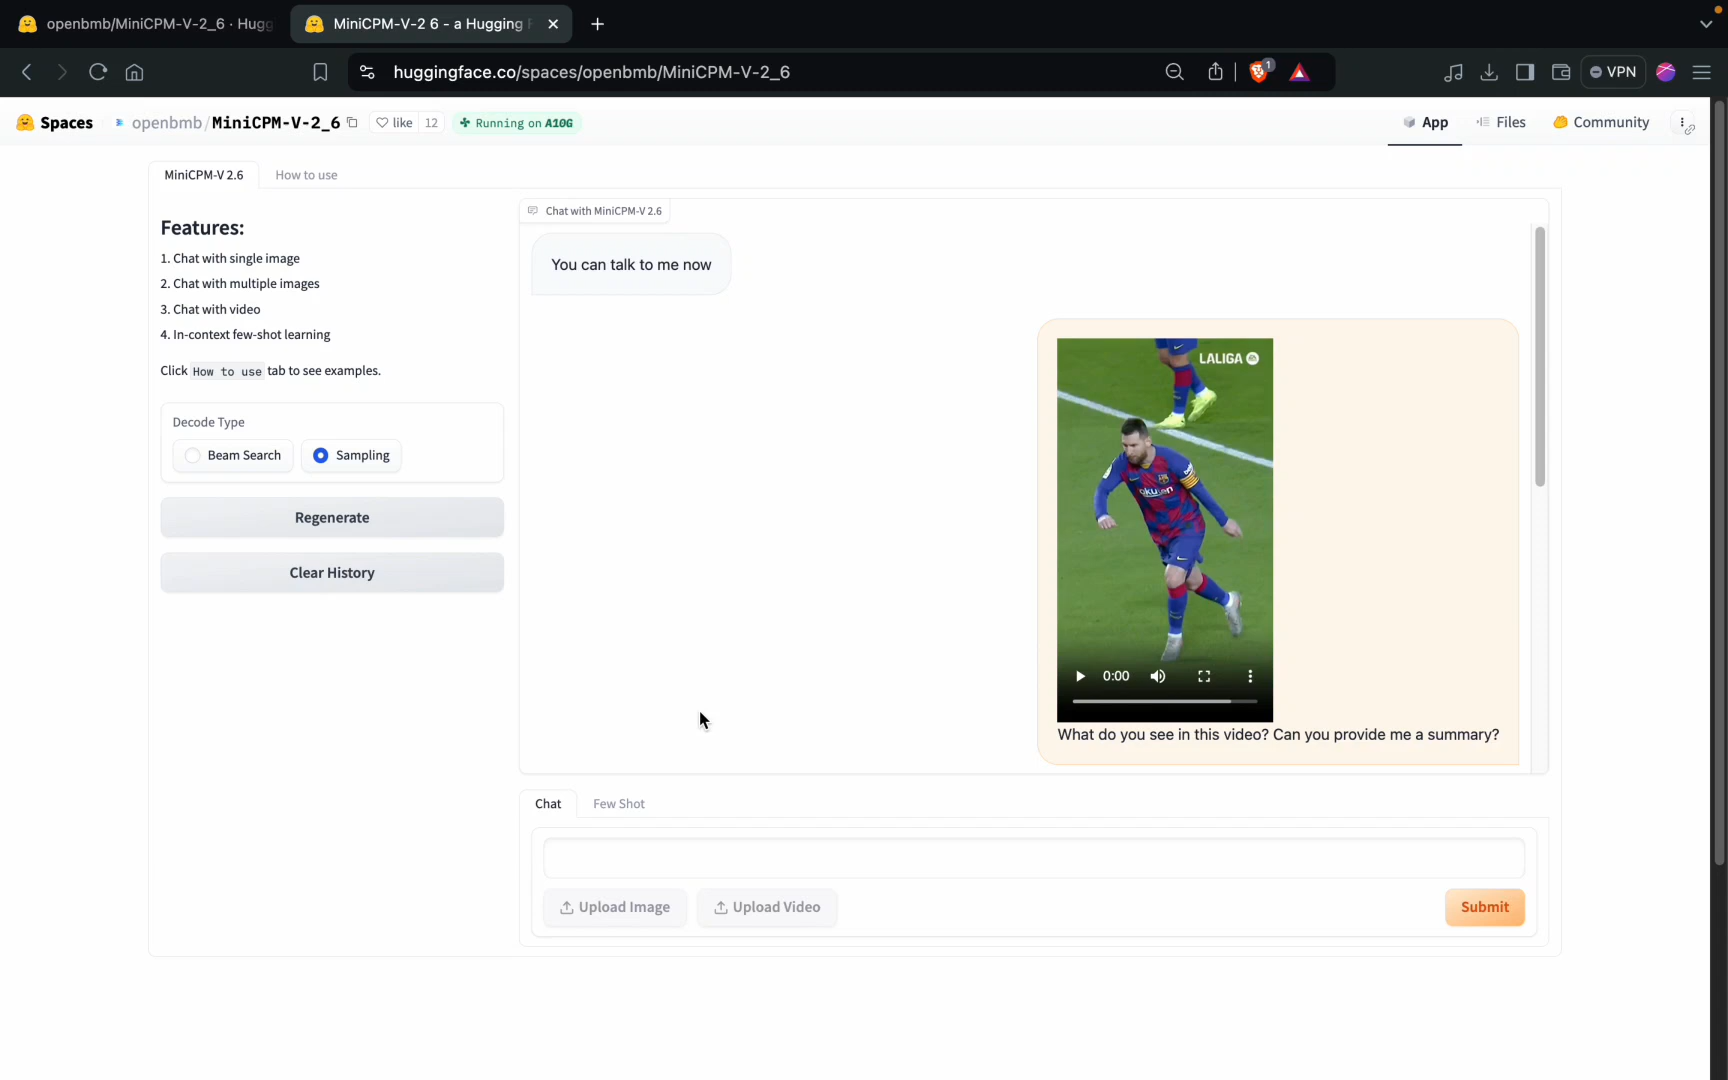 openbmb/MiniCPM-V-2_6 · Hugg
MiniCPM-V-2 6 - a Hugging F
huggingface.co/spaces/openbmb/MiniCPM-V-2_6
1
VPN
Spaces
openbmb/MiniCPM-V-2_6
like 12
Running on A10G
App
Files
Community
MiniCPM-V 2.6
How to use
Features:
1. Chat with single image
2. Chat with multiple images
3. Chat with video
4. In-context few-shot learning
Click How to use tab to see examples.
Decode Type
Beam Search
Sampling
Regenerate
Clear History
Chat with MiniCPM-V 2.6
You can talk to me now
LALIGA
Rakuten
0:00
What do you see in this video? Can you provide me a summary?
Chat
Few Shot
Upload Image
Upload Video
Submit